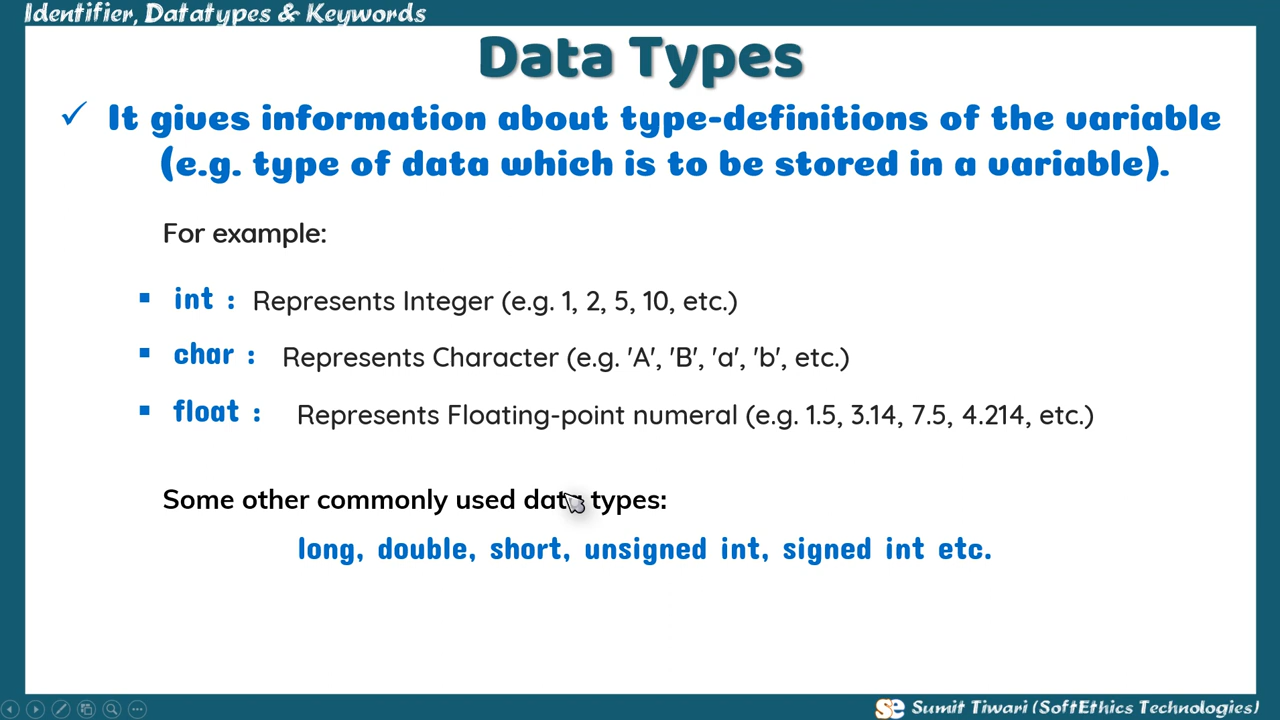 Identifier, Datatypes & Keywords
Data Types
✓ It gives information about type-definitions of the variable
(e.g. type of data which is to be stored in a variable).
For example:
▪ int : Represents Integer (e.g. 1, 2, 5, 10, etc.)
▪ char : Represents Character (e.g. 'A', 'B', 'a', 'b', etc.)
▪ float : Represents Floating-point numeral (e.g. 1.5, 3.14, 7.5, 4.214, etc.)
Some other commonly used data types:
long, double, short, unsigned int, signed int etc.
se Sumit Tiwari (SoftEthics Technologies)